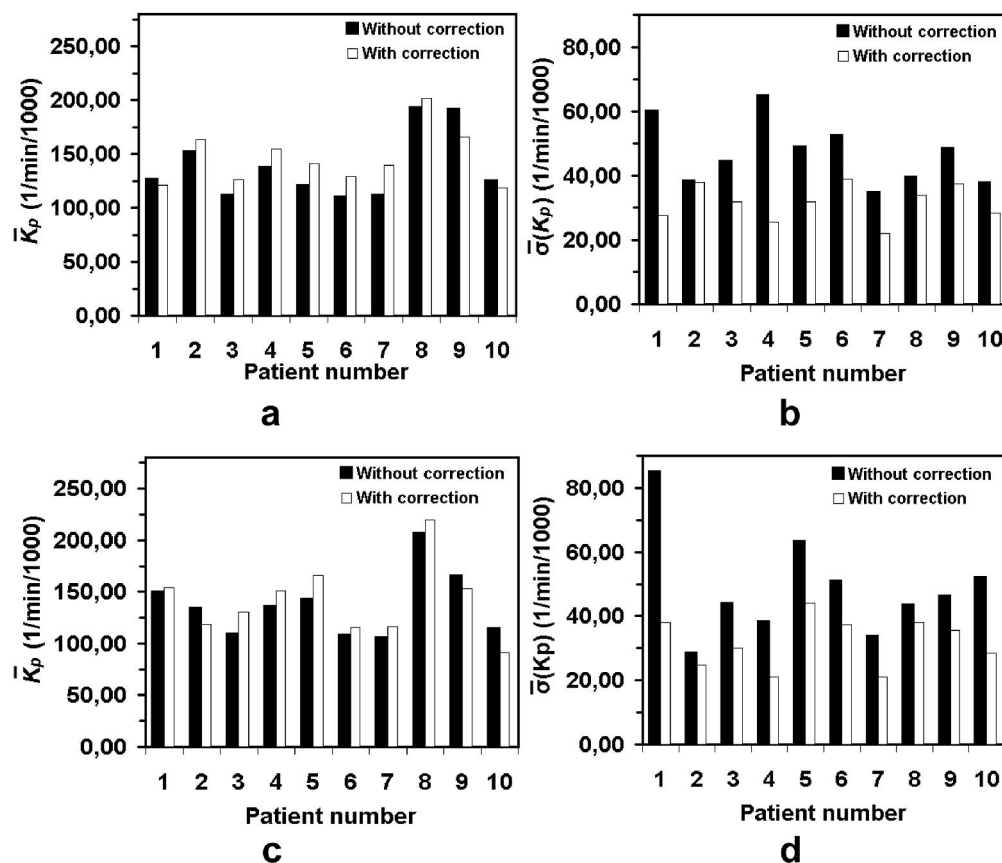 250,00
200,00
150,00
100,00
50,00
0,00
K̅p (1/min/1000)
Without correction
With correction
1 2 3 4 5 6 7 8 9 10
Patient number
a
80,00
60,00
40,00
20,00
0,00
σ̅(Kp) (1/min/1000)
Without correction
With correction
1 2 3 4 5 6 7 8 9 10
Patient number
b
250,00
200,00
150,00
100,00
50,00
0,00
K̅p (1/min/1000)
Without correction
With correction
1 2 3 4 5 6 7 8 9 10
Patient number
c
80,00
60,00
40,00
20,00
0,00
σ̅(Kp) (1/min/1000)
Without correction
With correction
1 2 3 4 5 6 7 8 9 10
Patient number
d